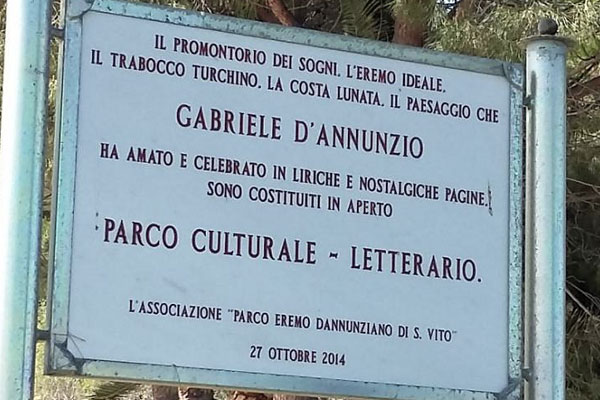 IL PROMONTORIO DEI SOGNI. L'EREMO IDEALE.
IL TRABOCCO TURCHINO. LA COSTA LUNATA. IL PAESAGGIO CHE
GABRIELE D'ANNUNZIO
HA AMATO E CELEBRATO IN LIRICHE E NOSTALGICHE PAGINE.
SONO COSTITUITI IN APERTO
PARCO CULTURALE - LETTERARIO.
L'ASSOCIAZIONE "PARCO EREMO DANNUNZIANO DI S. VITO"
27 OTTOBRE 2014